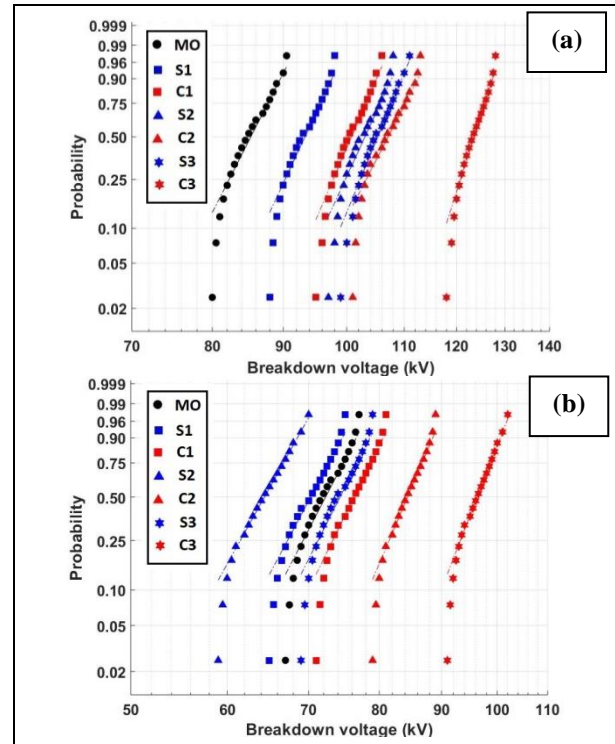 (a)
0.999
0.99
0.96
0.90
0.75
0.50
0.25
0.10
0.05
0.02
Probability
MO
S1
C1
S2
C2
S3
C3
70 80 90 100 110 120 130 140
Breakdown voltage (kV)
(b)
0.999
0.99
0.96
0.90
0.75
0.50
0.25
0.10
0.05
0.02
Probability
MO
S1
C1
S2
C2
S3
C3
50 60 70 80 90 100 110
Breakdown voltage (kV)